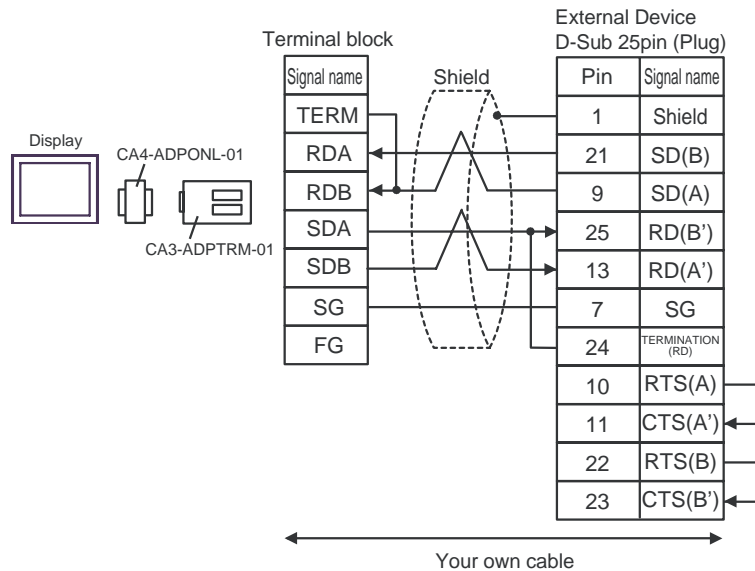 External Device
Terminal block
D-Sub 25pin (Plug)
Signal name
Shield
Pin
Signal name
TERM
1
Shield
Display
CA4-ADPONL-01
RDA
21
SD(B)
RDB
9
SD(A)
CA3-ADPTRM-01
SDA
25
RD(B')
SDB
13
RD(A')
SG
7
SG
FG
24
TERMINATION
(RD)
10
RTS(A)
11
CTS(A')
22
RTS(B)
23
CTS(B')
Your own cable